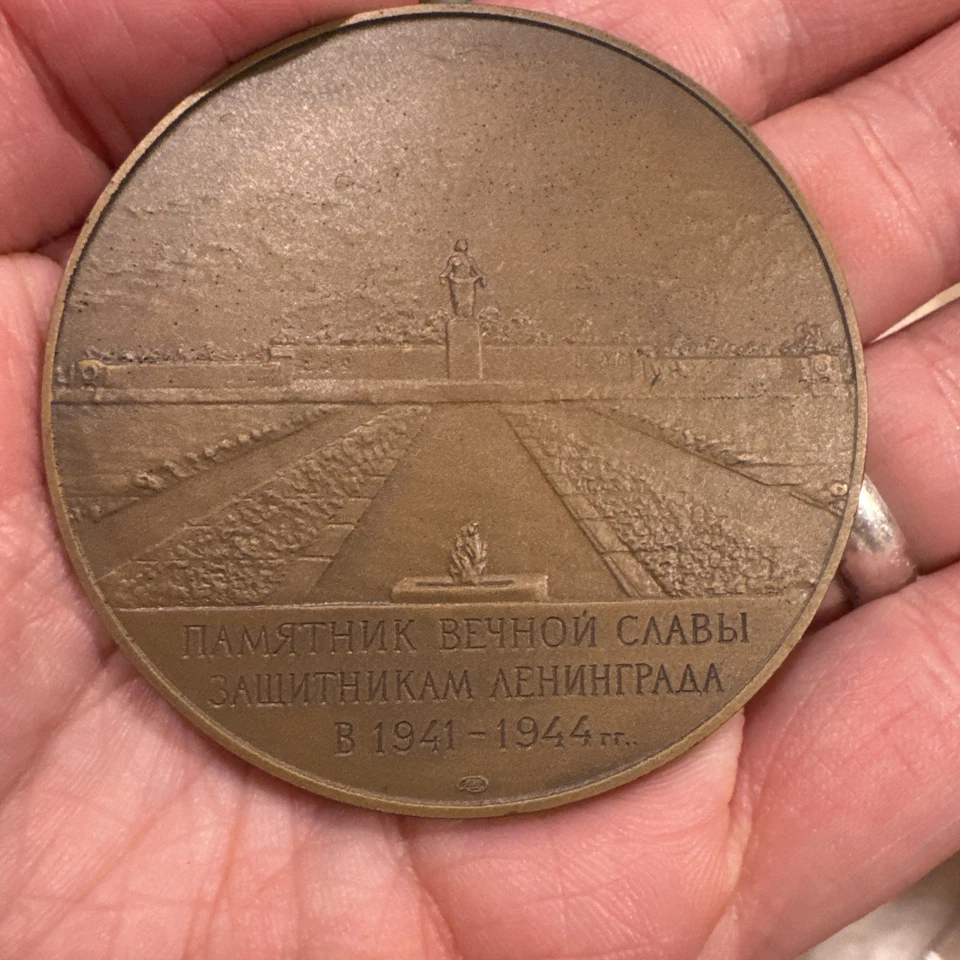 ПАМЯТНИК ВЕЧНОЙ СЛАВЫ
ЗАЩИТНИКАМ ЛЕНИНГРАДА
В 1941-1944 гг..